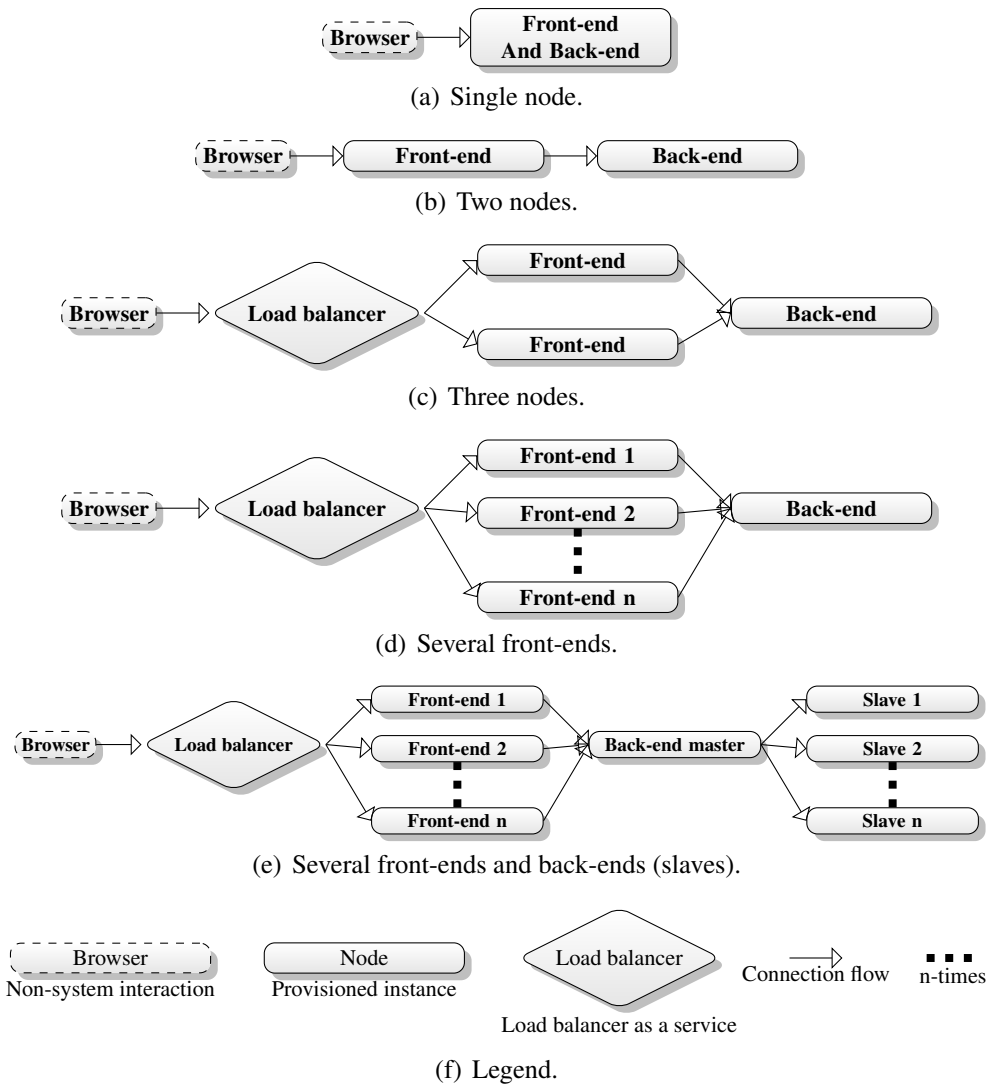 Browser
Front-end
And Back-end
(a) Single node.
Browser
Front-end
Back-end
(b) Two nodes.
Front-end
Browser
Load balancer
Back-end
Front-end
(c) Three nodes.
Front-end 1
Browser
Load balancer
Front-end 2
Back-end
Front-end n
(d) Several front-ends.
Front-end 1
Slave 1
Browser
Load balancer
Front-end 2
Back-end master
Slave 2
Front-end n
Slave n
(e) Several front-ends and back-ends (slaves).
Browser
Non-system interaction
Node
Provisioned instance
Load balancer
Load balancer as a service
Connection flow
n-times
(f) Legend.